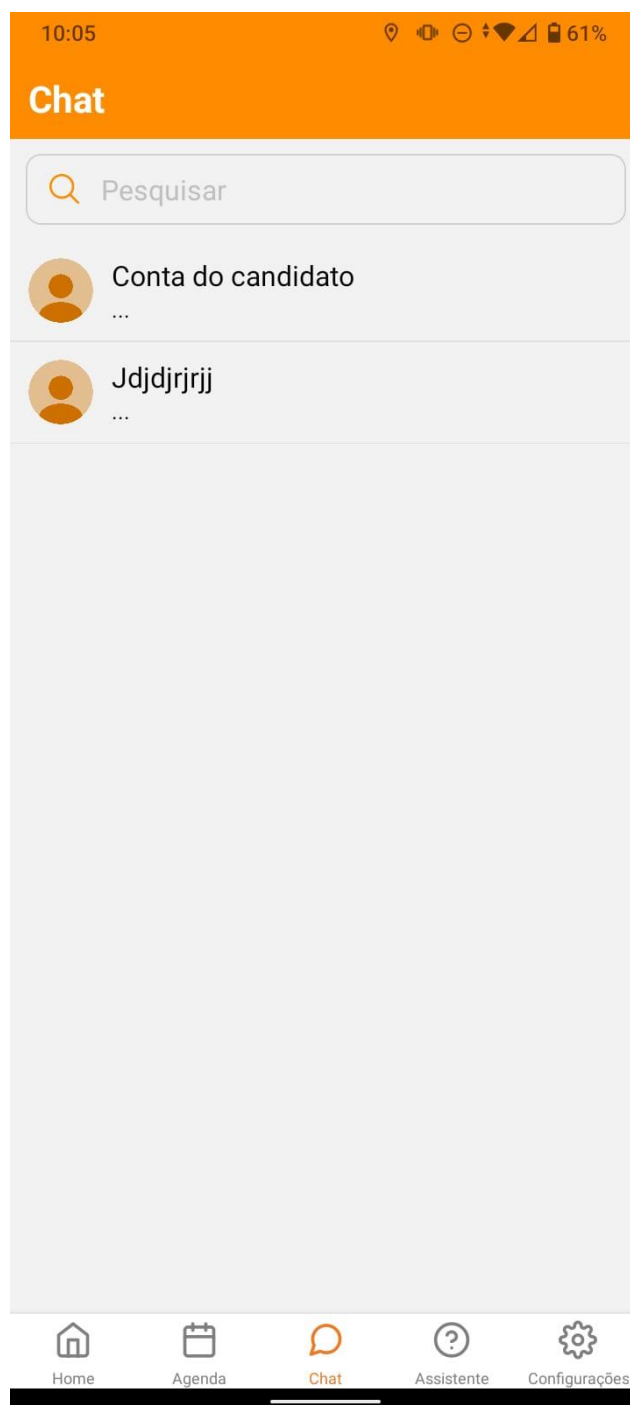 10:05 61%
Chat
Pesquisar
Conta do candidato
...
Jdjdjrjrjj
...
Home Agenda Chat Assistente Configurações